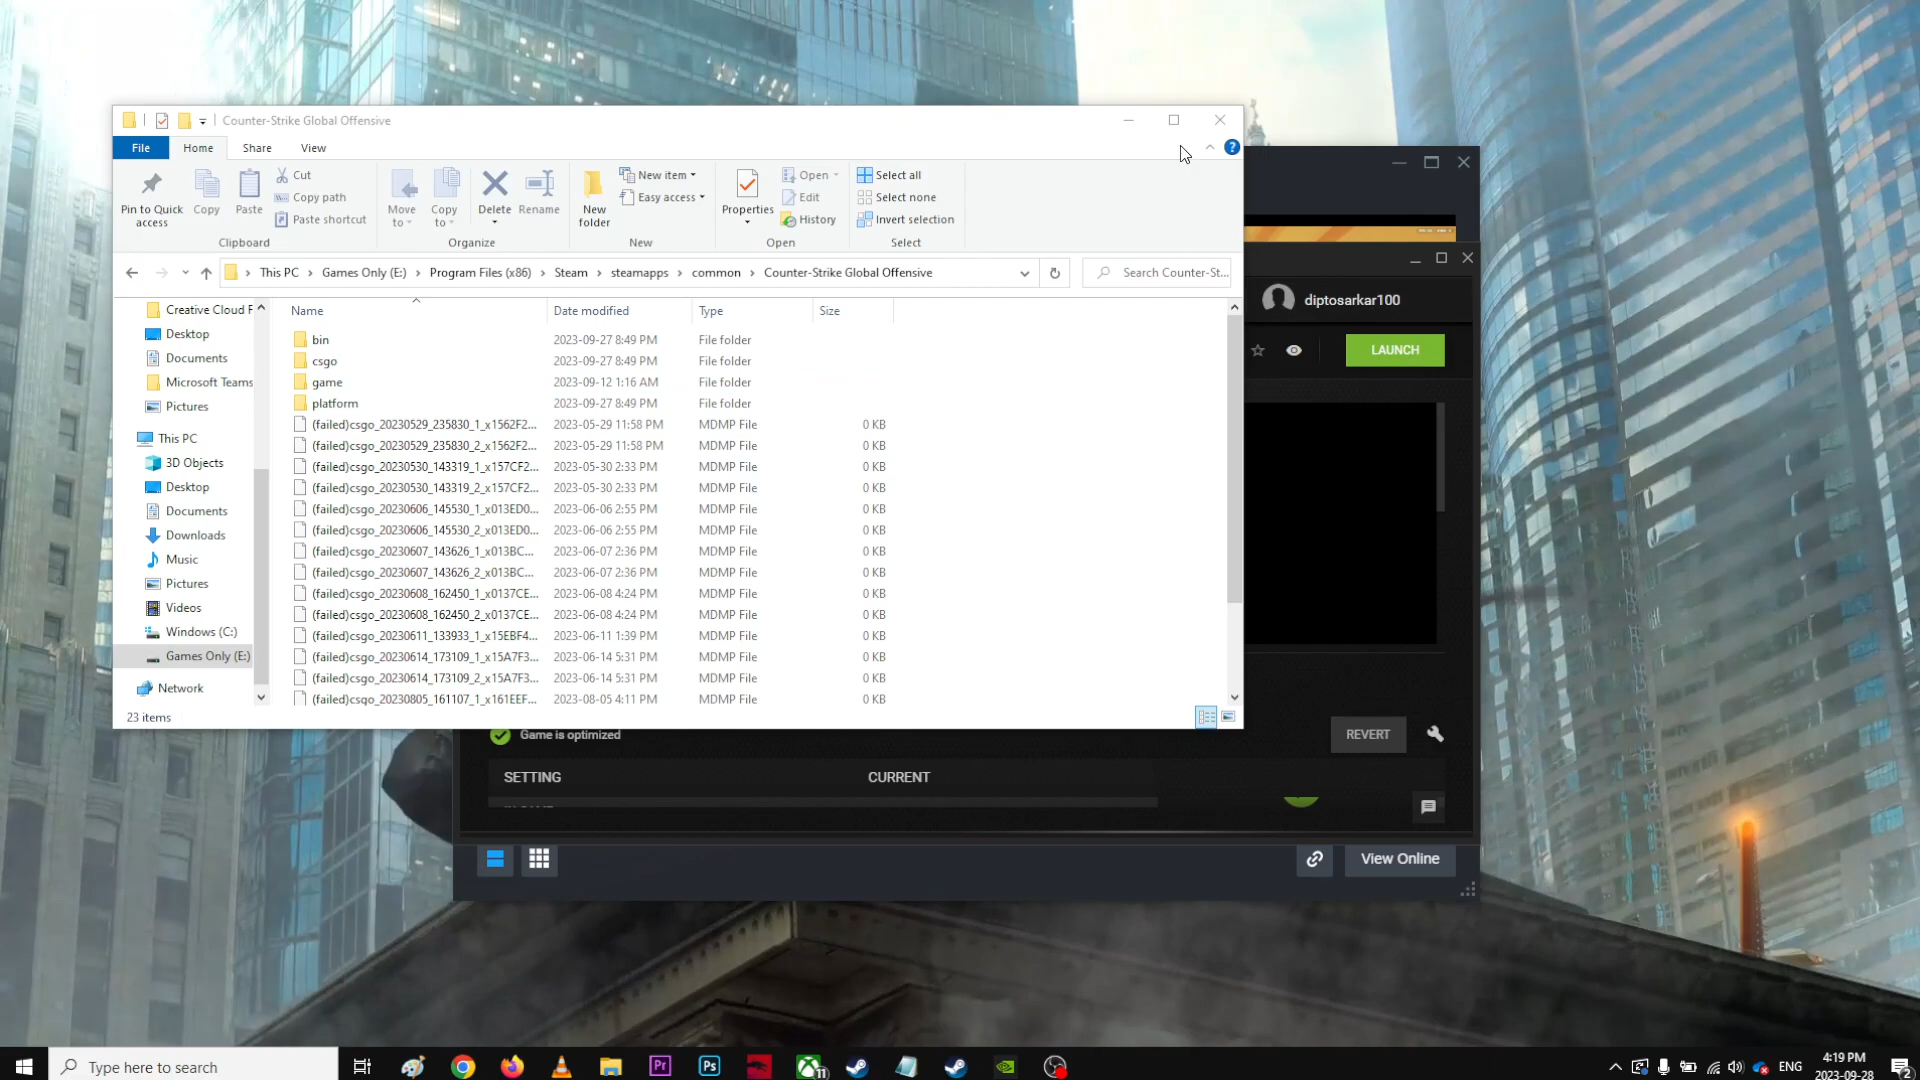 Counter-Strike Global Offensive
File Home Share View
Pin to Quick access
Copy
Paste
Cut
Copy path
Paste shortcut
Clipboard
Move to
Copy to
Delete
Rename
Organize
New folder
New item
Easy access
New
Properties
Open
Edit
History
Open
Select all
Select none
Invert selection
Select
This PC > Games Only (E:) > Program Files (x86) > Steam > steamapps > common > Counter-Strike Global Offensive
Search Counter-St...
Creative Cloud F
Desktop
Documents
Microsoft Teams
Pictures
This PC
3D Objects
Desktop
Documents
Downloads
Music
Pictures
Videos
Windows (C:)
Games Only (E:)
Network
Name Date modified Type Size
bin 2023-09-27 8:49 PM File folder
csgo 2023-09-27 8:49 PM File folder
game 2023-09-12 1:16 AM File folder
platform 2023-09-27 8:49 PM File folder
(failed)csgo_20230529_235830_1_x1562F2... 2023-05-29 11:58 PM MDMP File 0 KB
(failed)csgo_20230529_235830_2_x1562F2... 2023-05-29 11:58 PM MDMP File 0 KB
(failed)csgo_20230530_143319_1_x157CF2... 2023-05-30 2:33 PM MDMP File 0 KB
(failed)csgo_20230530_143319_2_x157CF2... 2023-05-30 2:33 PM MDMP File 0 KB
(failed)csgo_20230606_145530_1_x013ED0... 2023-06-06 2:55 PM MDMP File 0 KB
(failed)csgo_20230606_145530_2_x013ED0... 2023-06-06 2:55 PM MDMP File 0 KB
(failed)csgo_20230607_143626_1_x013BC... 2023-06-07 2:36 PM MDMP File 0 KB
(failed)csgo_20230607_143626_2_x013BC... 2023-06-07 2:36 PM MDMP File 0 KB
(failed)csgo_20230608_162450_1_x0137CE... 2023-06-08 4:24 PM MDMP File 0 KB
(failed)csgo_20230608_162450_2_x0137CE... 2023-06-08 4:24 PM MDMP File 0 KB
(failed)csgo_20230611_133933_1_x15EBF4... 2023-06-11 1:39 PM MDMP File 0 KB
(failed)csgo_20230614_173109_1_x15A7F3... 2023-06-14 5:31 PM MDMP File 0 KB
(failed)csgo_20230614_173109_2_x15A7F3... 2023-06-14 5:31 PM MDMP File 0 KB
(failed)csgo_20230805_161107_1_x161EEF... 2023-08-05 4:11 PM MDMP File 0 KB
23 items
diptosarkar100
LAUNCH
Game is optimized
REVERT
SETTING CURRENT
View Online
Type here to search
Pr
Ps
11
ENG
4:19 PM
2023-09-28
2